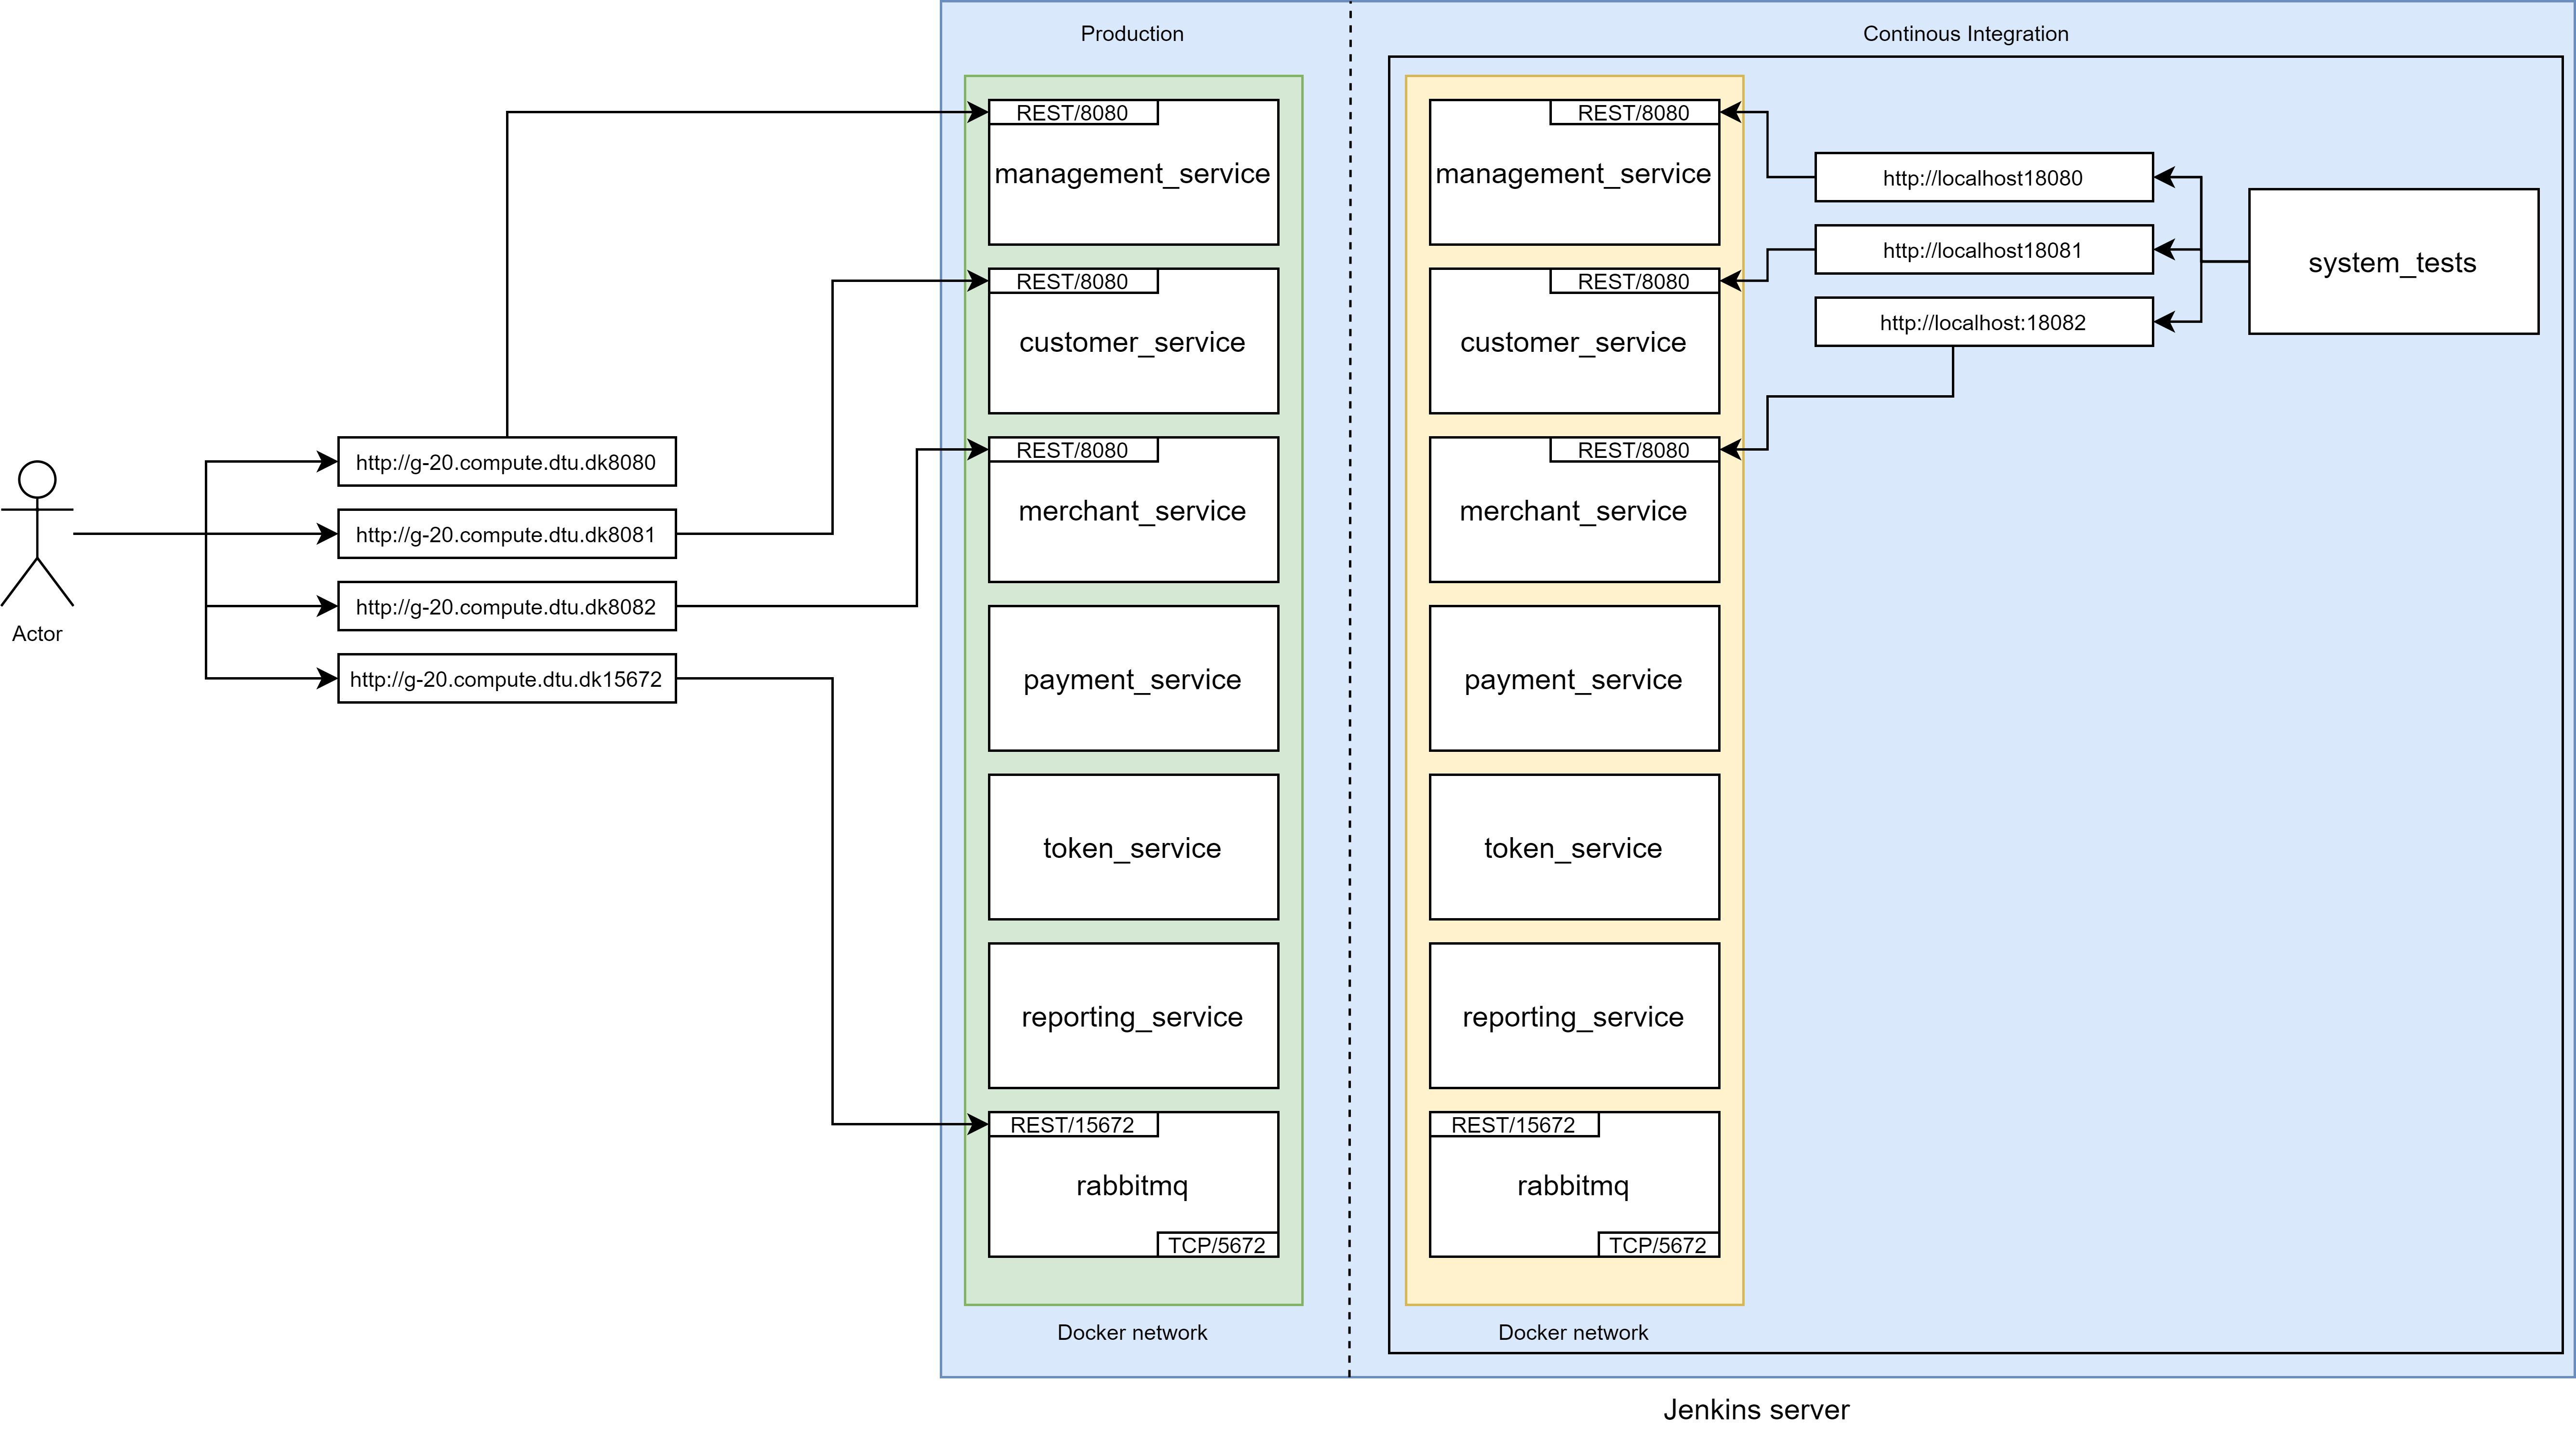 Production
Continous Integration
REST/8080
management_service
REST/8080
customer_service
REST/8080
merchant_service
payment_service
token_service
reporting_service
REST/15672
rabbitmq
TCP/5672
Docker network
REST/8080
management_service
REST/8080
customer_service
REST/8080
merchant_service
payment_service
token_service
reporting_service
REST/15672
rabbitmq
TCP/5672
Docker network
http://localhost18080
http://localhost18081
http://localhost:18082
system_tests
Actor
http://g-20.compute.dtu.dk8080
http://g-20.compute.dtu.dk8081
http://g-20.compute.dtu.dk8082
http://g-20.compute.dtu.dk15672
Jenkins server